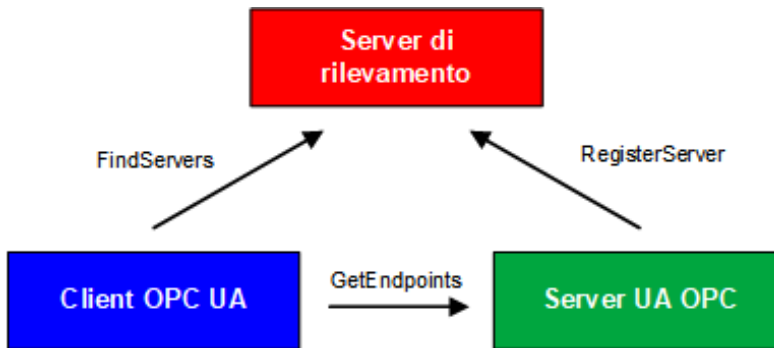 Server di
rilevamento
FindServers
RegisterServer
GetEndpoints
Client OPC UA
Server UA OPC